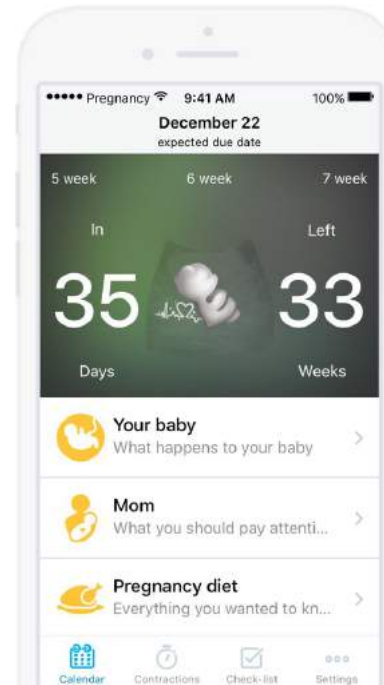 Pregnancy 9:41 AM 100%
December 22
expected due date
5 week 6 week 7 week
In Left
35 33
Days Weeks
Your baby
What happens to your baby
Mom
What you should pay attenti...
Pregnancy diet
Everything you wanted to kn...
Calendar Contractions Check-list Settings